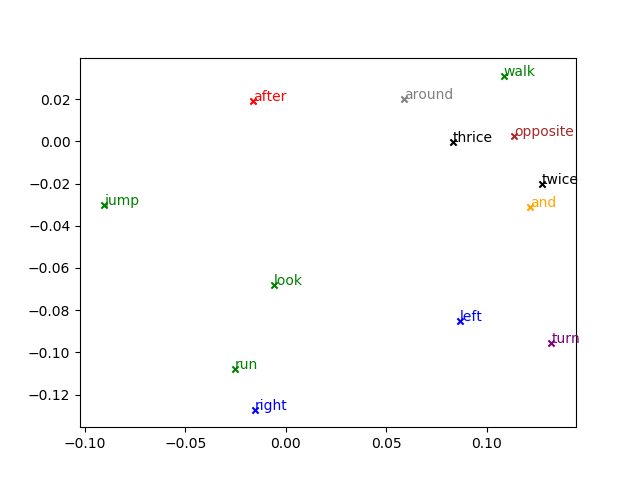 walk
after
around
thrice
opposite
twice
jump
and
look
left
turn
run
right
0.02
0.00
−0.02
−0.04
−0.06
−0.08
−0.10
−0.12
−0.10
−0.05
0.00
0.05
0.10